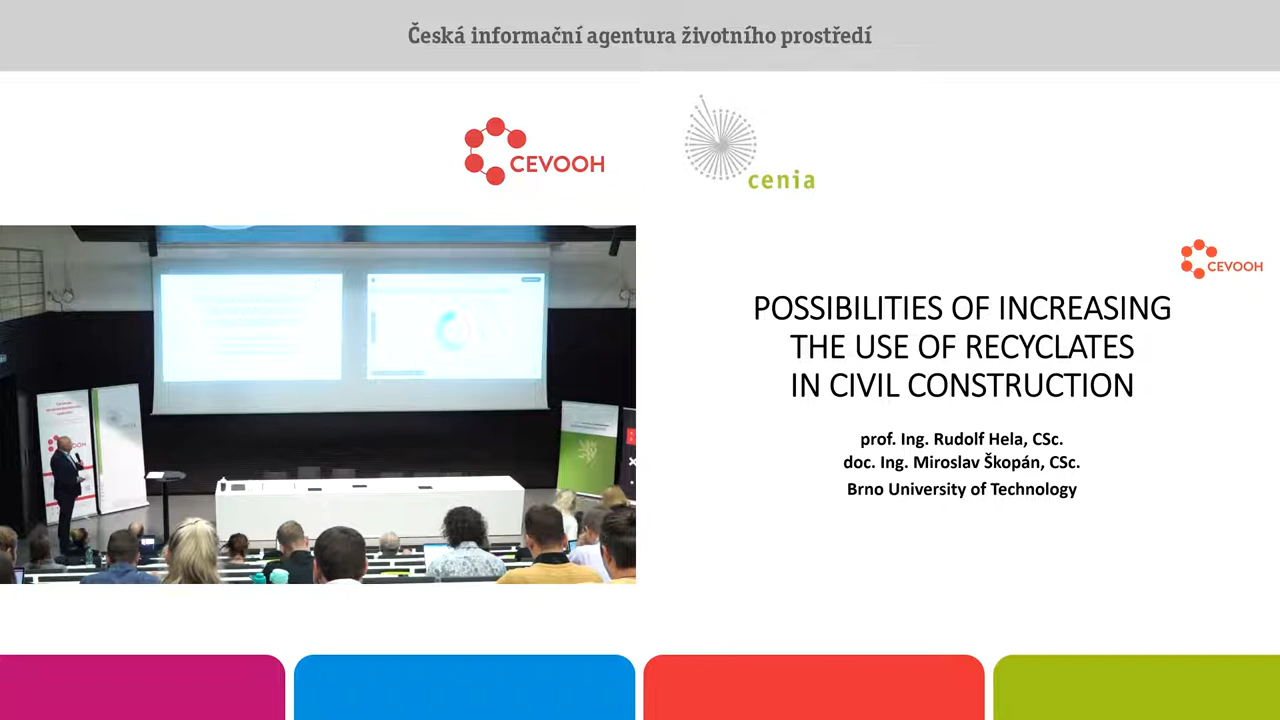 Česká informační agentura životního prostředí
CEVOOH
cenia
CEVOOH
POSSIBILITIES OF INCREASING
THE USE OF RECYCLATES
IN CIVIL CONSTRUCTION
prof. Ing. Rudolf Hela, CSc.
doc. Ing. Miroslav Škopán, CSc.
Brno University of Technology